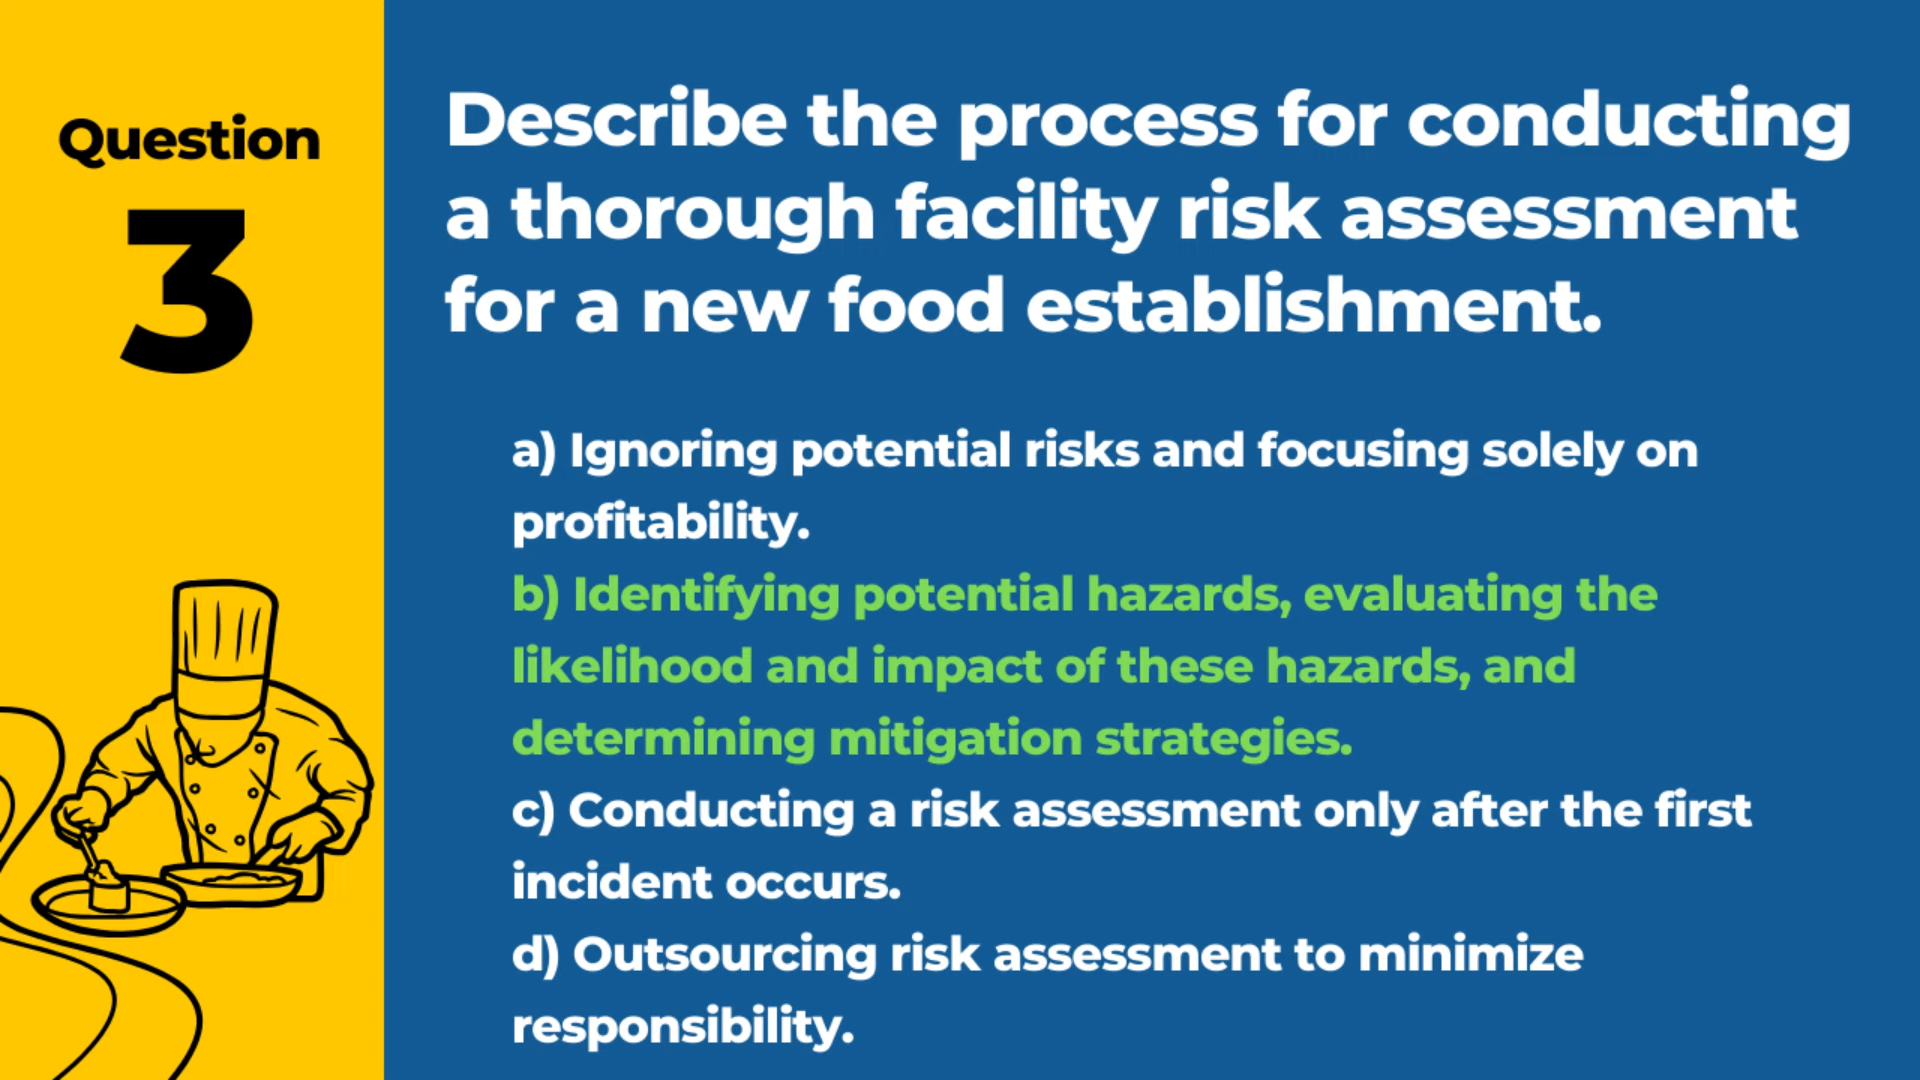 Question
3
Describe the process for conducting
a thorough facility risk assessment
for a new food establishment.
a) Ignoring potential risks and focusing solely on
profitability.
b) Identifying potential hazards, evaluating the
likelihood and impact of these hazards, and
determining mitigation strategies.
c) Conducting a risk assessment only after the first
incident occurs.
d) Outsourcing risk assessment to minimize
responsibility.